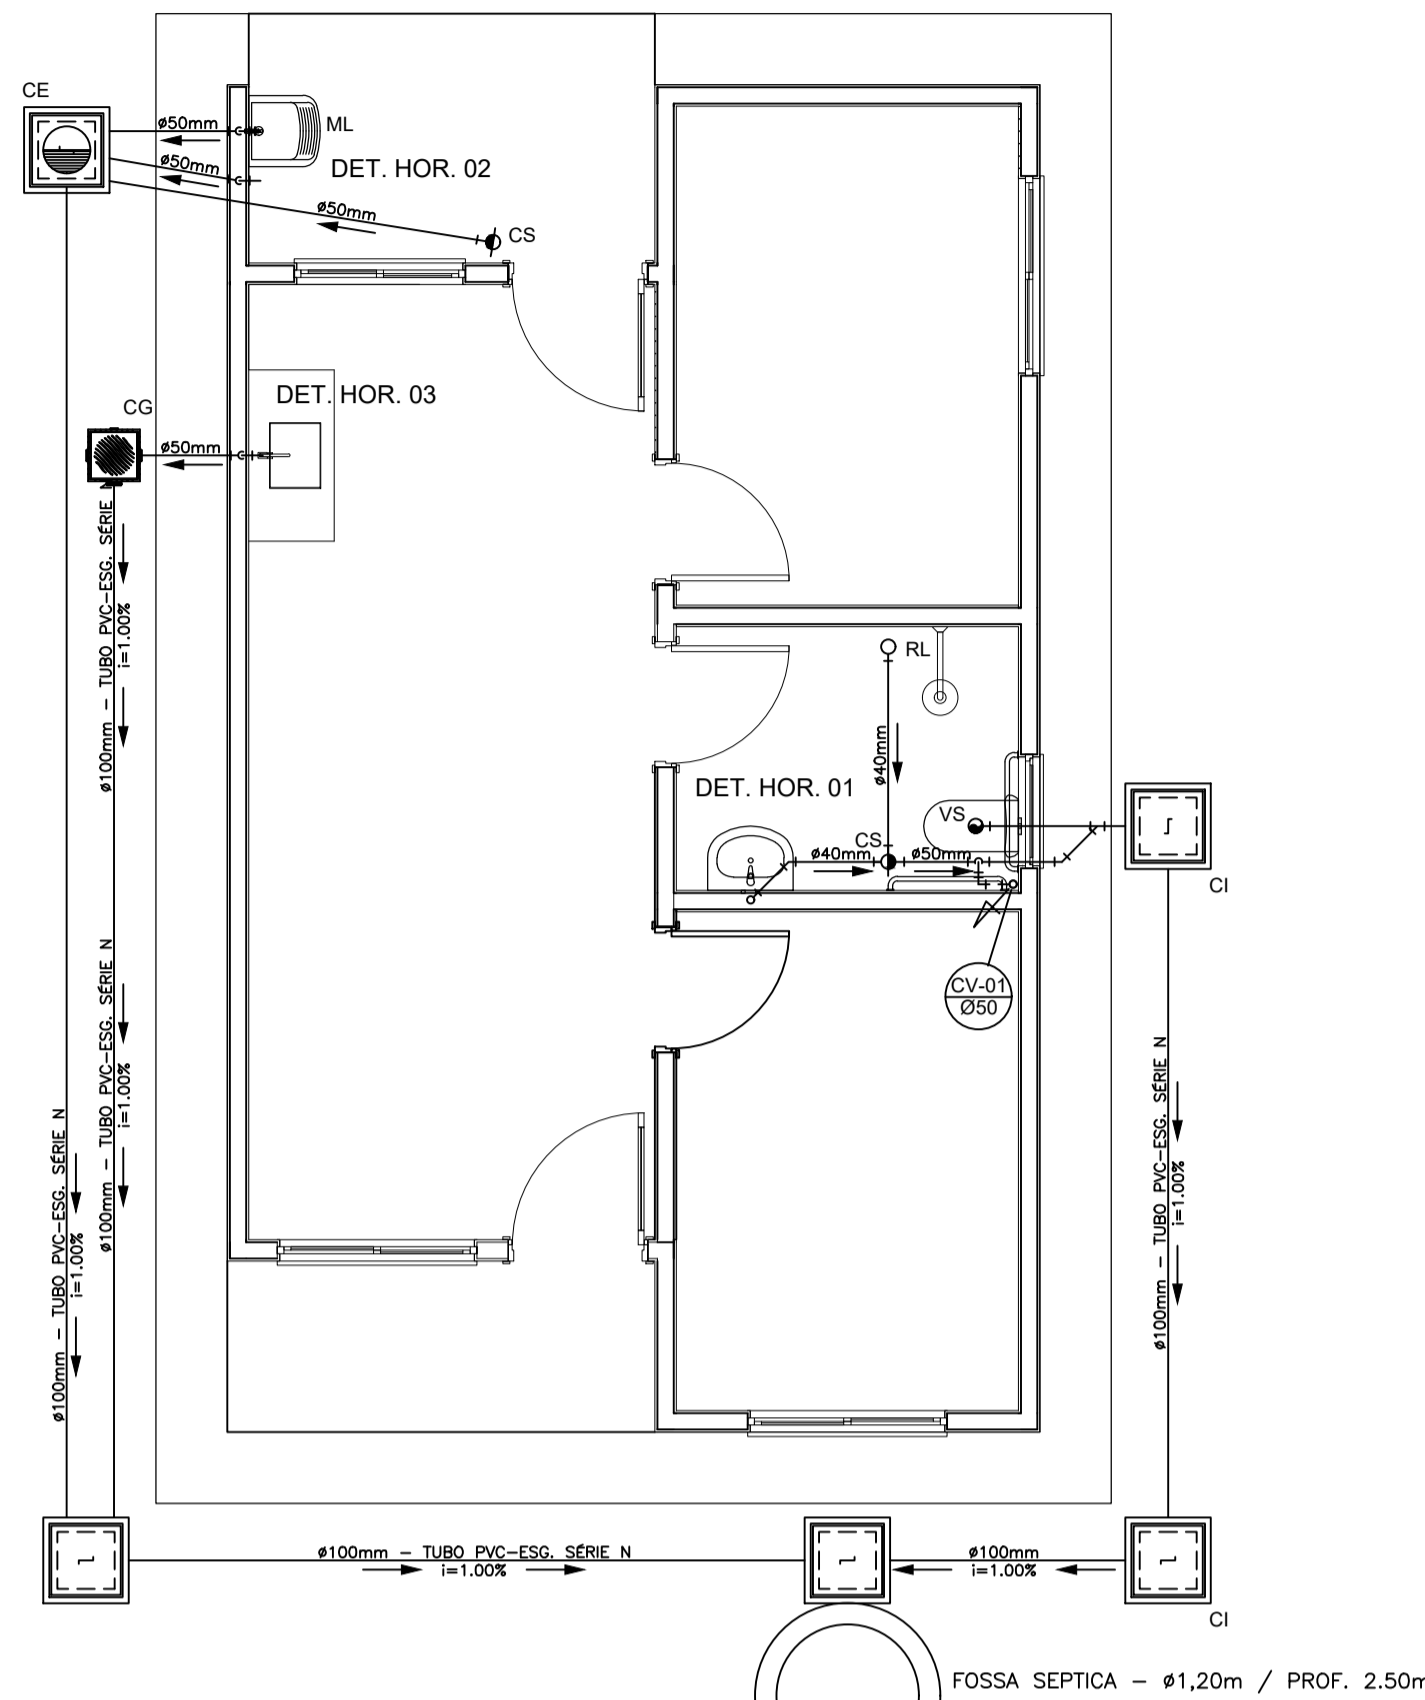 CE
ø50mm
ML
ø50mm
DET. HOR. 02
ø50mm
CS
DET. HOR. 03
CG
ø50mm
ø100mm – TUBO PVC-ESG. SÉRIE
i=1.00%
RL
ø40mm
DET. HOR. 01
VS
CS
ø40mm
ø50mm
CI
CV-01
Ø50
ø100mm – TUBO PVC-ESG. SÉRIE N
i=1.00%
ø100mm – TUBO PVC-ESG. SÉRIE N
i=1.00%
ø100mm – TUBO PVC-ESG. SÉRIE N
i=1.00%
ø100mm – TUBO PVC-ESG. SÉRIE N
i=1.00%
ø100mm
i=1.00%
CI
FOSSA SEPTICA – ø1,20m / PROF. 2.50m